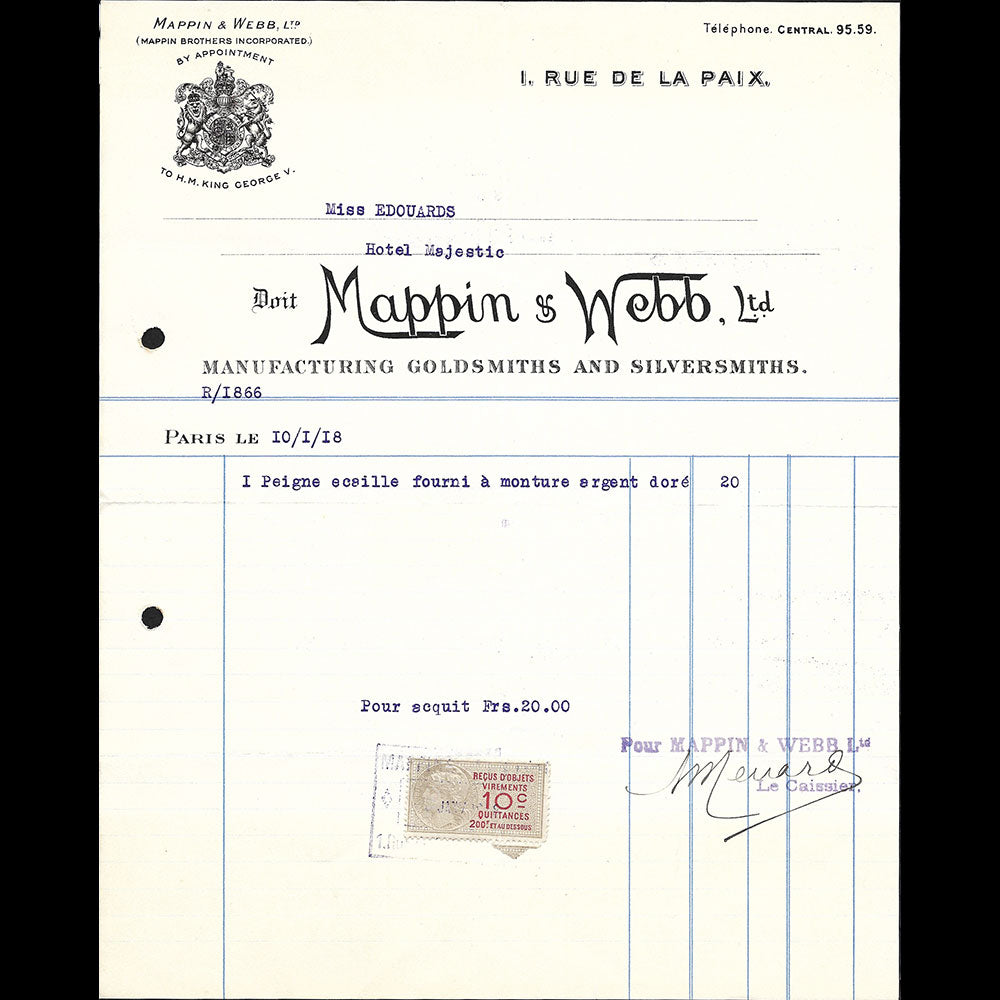 MAPPIN & WEBB, LTD
(MAPPIN BROTHERS INCORPORATED.)
BY APPOINTMENT
TO H.M. KING GEORGE V.
Téléphone. CENTRAL. 95.59.
1, RUE DE LA PAIX,
Miss EDOUARDS
Hotel Majestic
Doit Mappin & Webb, Ltd
MANUFACTURING GOLDSMITHS AND SILVERSMITHS.
R/I866
PARIS LE 10/I/I8
I Peigne ecaille fourni à monture argent doré 20
Pour acquit Frs.20.00
Pour MAPPIN & WEBB Ltd
Menard
Le Caissier,
REÇUS D'OBJETS
VIREMENTS
10c
QUITTANCES
200F ET AU DESSOUS